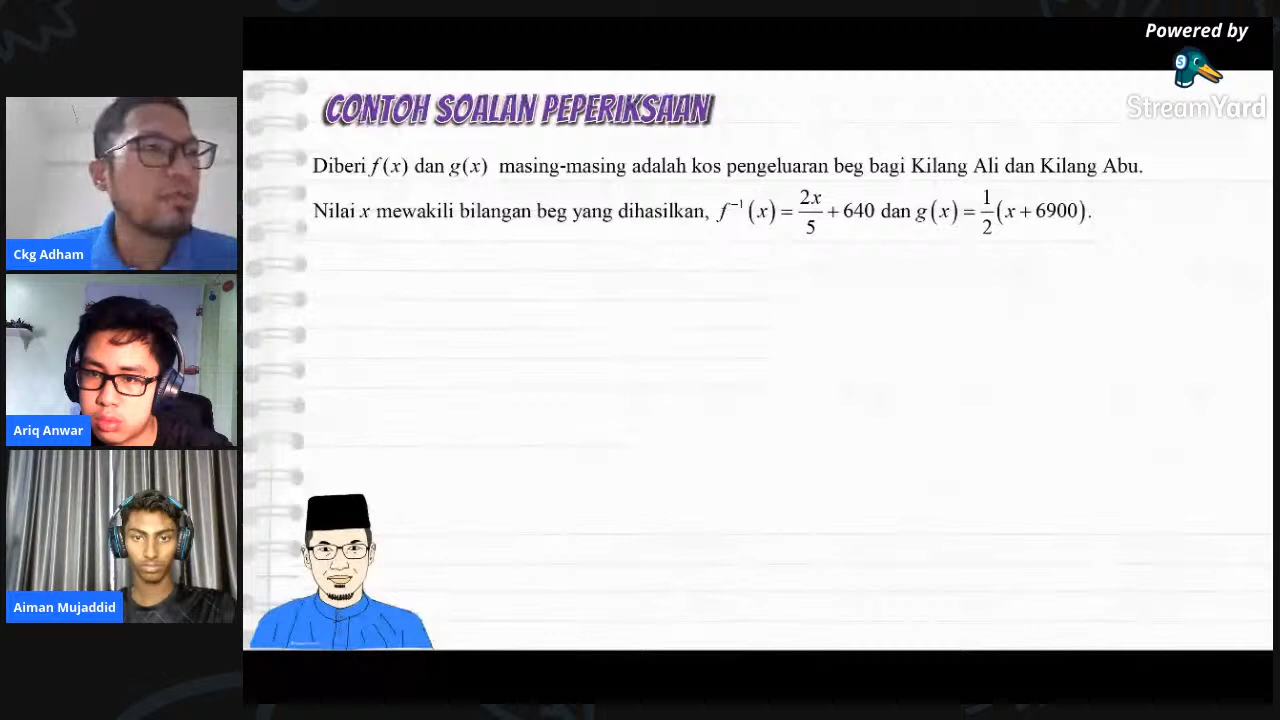 Powered by
StreamYard
CONTOH SOALAN PEPERIKSAAN
Diberi f(x) dan g(x) masing-masing adalah kos pengeluaran beg bagi Kilang Ali dan Kilang Abu.
Nilai x mewakili bilangan beg yang dihasilkan, f⁻¹(x) = 2x/5 + 640 dan g(x) = 1/2(x + 6900).
Ckg Adham
Ariq Anwar
Aiman Mujaddid